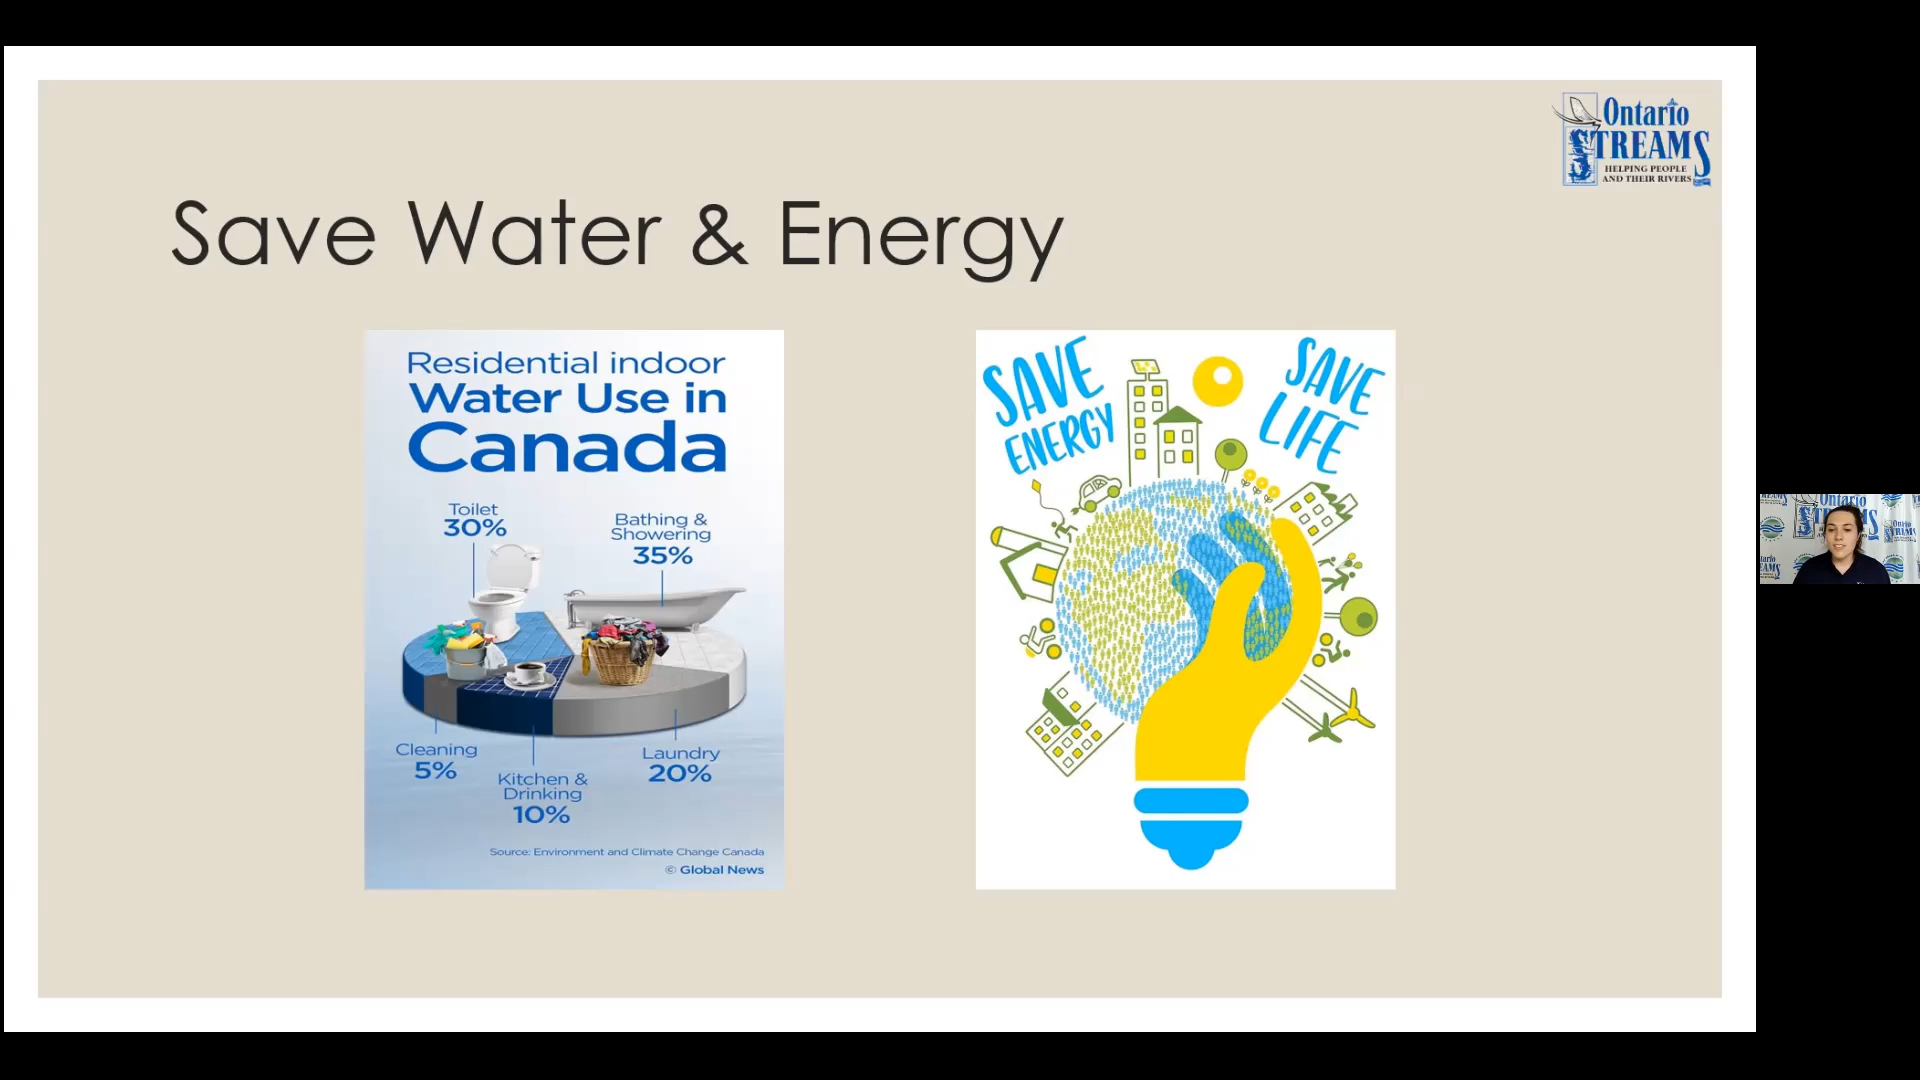 Ontario
STREAMS
HELPING PEOPLE
AND THEIR RIVERS
Save Water & Energy
Residential indoor
Water Use in
Canada
Toilet
30%
Bathing &
Showering
35%
Cleaning
5%
Kitchen &
Drinking
10%
Laundry
20%
Source: Environment and Climate Change Canada
© Global News
SAVE
ENERGY
SAVE
LIFE
Ontario
STREAMS